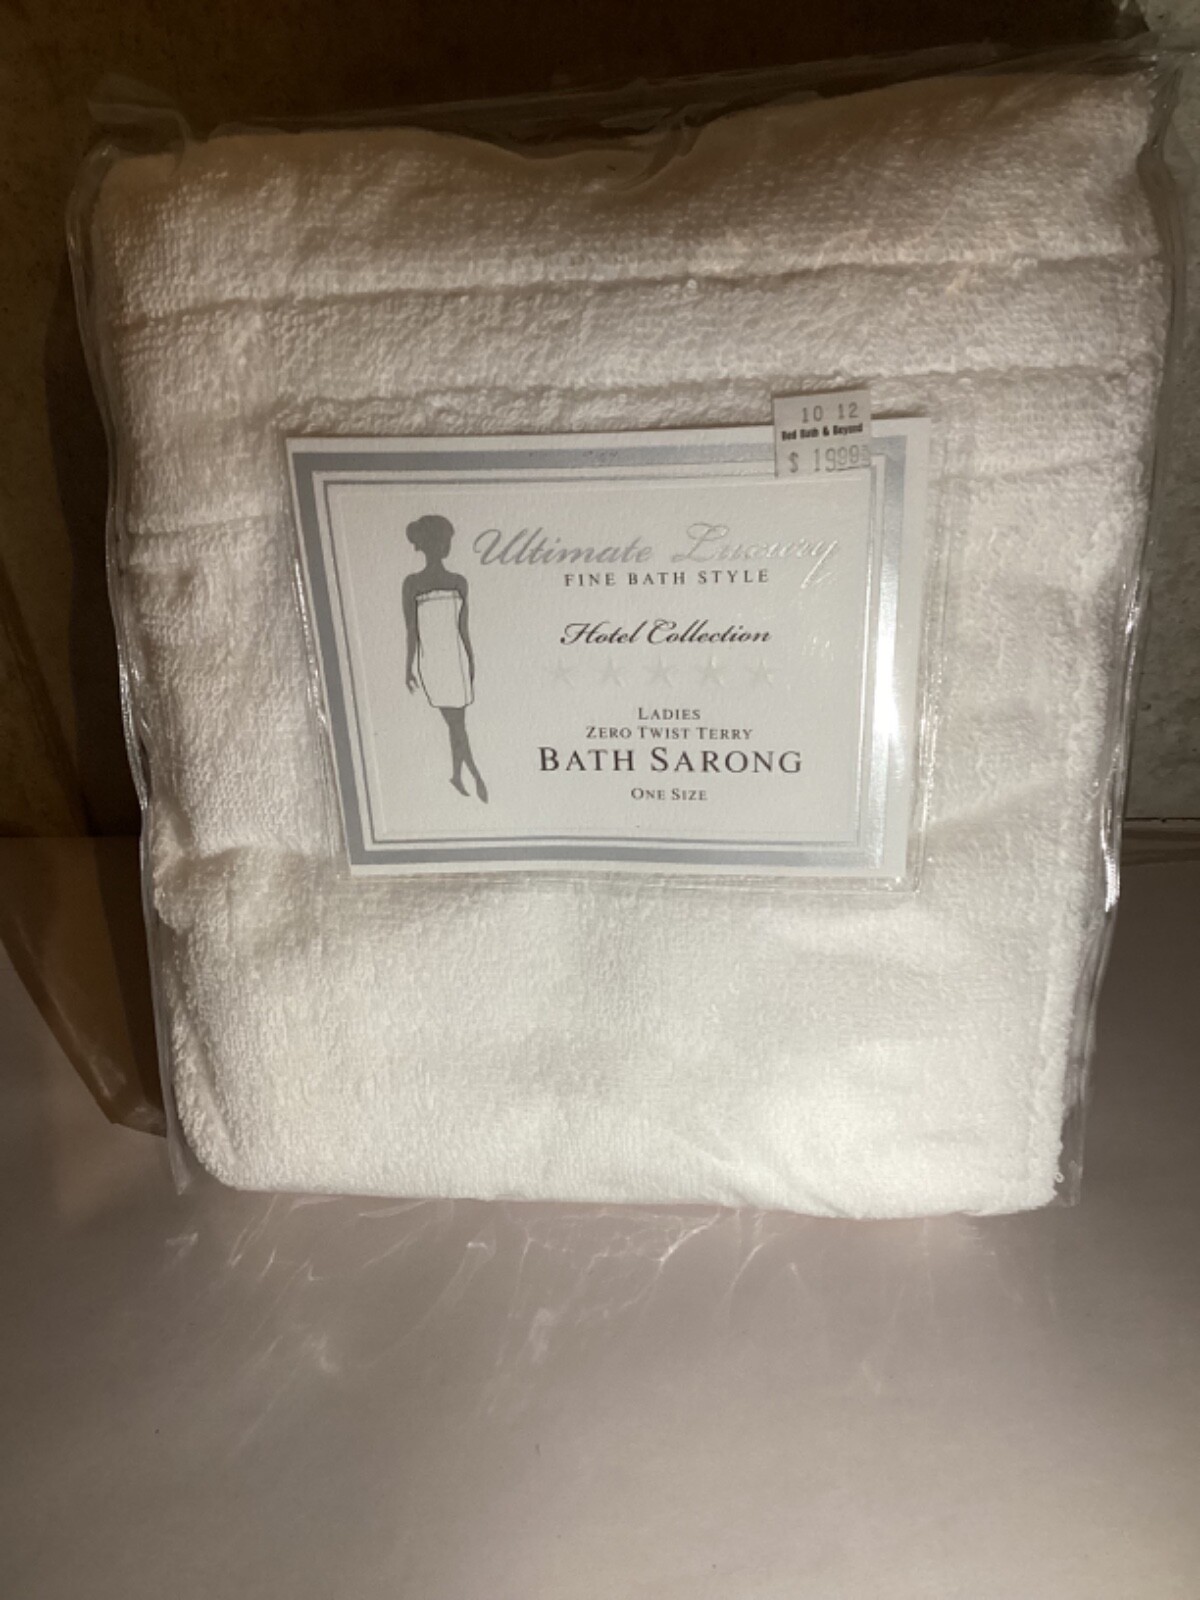 10 12
Bed Bath & Beyond
$ 19.99
Ultimate Luxury
FINE BATH STYLE
Hotel Collection
LADIES
ZERO TWIST TERRY
BATH SARONG
ONE SIZE